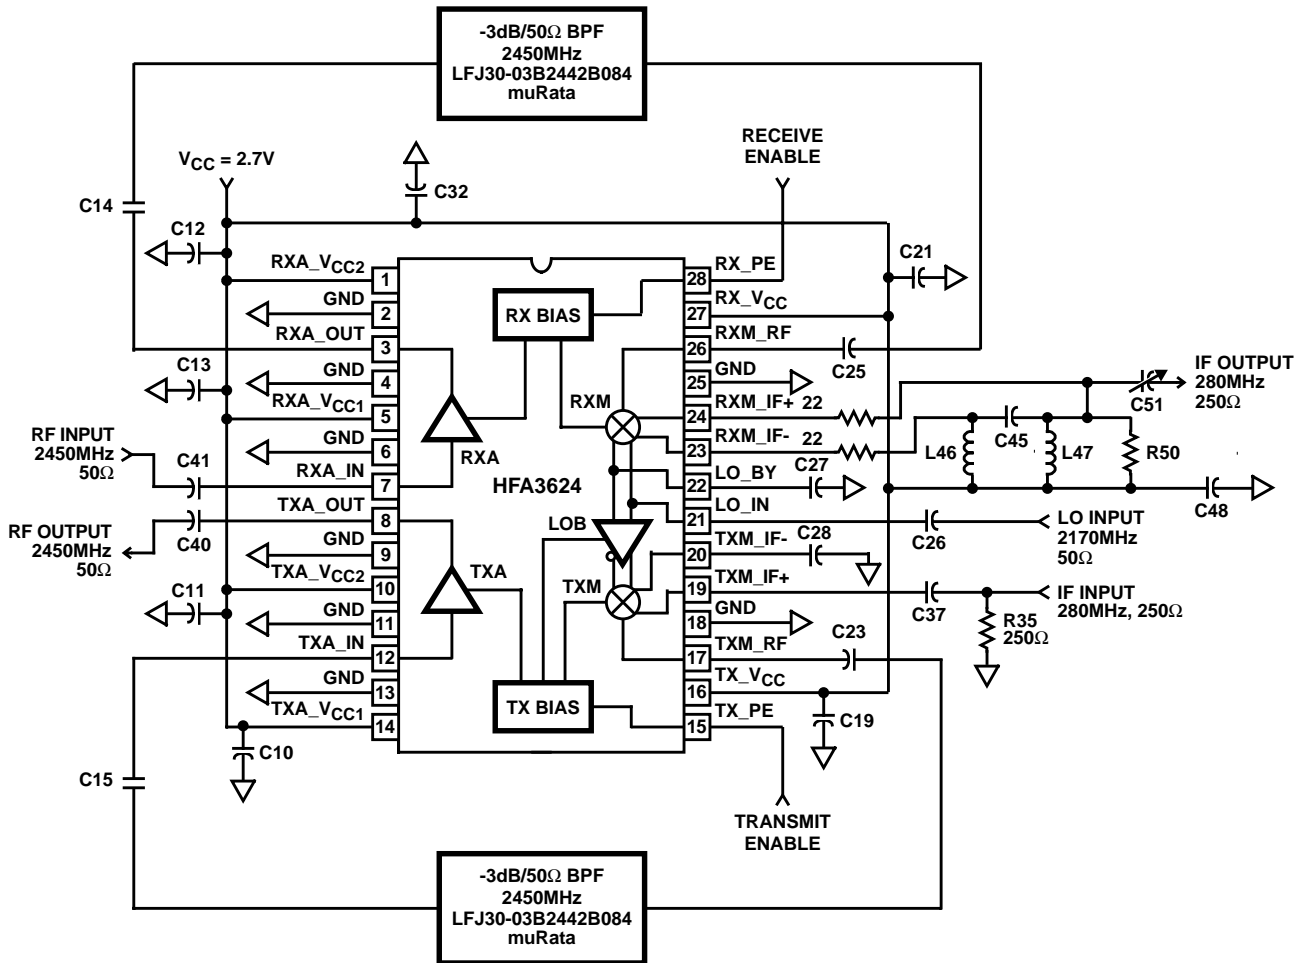 -3dB/50Ω BPF
2450MHz
LFJ30-03B2442B084
muRata
RECEIVE
ENABLE
VCC = 2.7V
C32
C14
C12
C21
RXA_VCC2
1
28
RX_PE
GND
2
27
RX_VCC
RX BIAS
RXA_OUT
3
26
RXM_RF
C25
C13
GND
4
25
GND
IF OUTPUT
280MHz
250Ω
C51
RXA_VCC1
5
24
RXM_IF+ 22
RXM
GND
6
23
RXM_IF- 22
C45
L46
L47
R50
RF INPUT
2450MHz
50Ω
C41
RXA
RXA_IN
7
22
LO_BY
C27
HFA3624
C48
TXA_OUT
8
21
LO_IN
C26
LO INPUT
2170MHz
50Ω
RF OUTPUT
2450MHz
50Ω
C40
LOB
GND
9
20
TXM_IF-
C28
TXA_VCC2
10
19
TXM_IF+
TXA
TXM
C37
IF INPUT
280MHz, 250Ω
C11
GND
11
18
GND
R35
250Ω
TXA_IN
12
17
TXM_RF
C23
GND
13
16
TX_VCC
TX BIAS
C19
TXA_VCC1
14
15
TX_PE
C10
C15
TRANSMIT
ENABLE
-3dB/50Ω BPF
2450MHz
LFJ30-03B2442B084
muRata